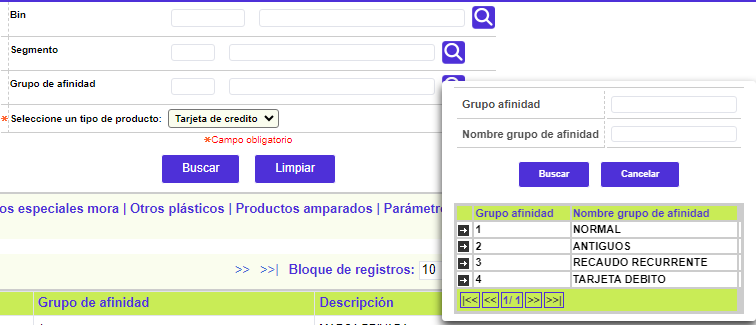 Bin
Segmento
Grupo de afinidad
* Seleccione un tipo de producto: Tarjeta de credito
*Campo obligatorio
Buscar Limpiar
os especiales mora | Otros plásticos | Productos amparados | Parámetro
>> >>| Bloque de registros: 10
Grupo de afinidad Descripción
Grupo afinidad
Nombre grupo de afinidad
Buscar Cancelar
Grupo afinidad Nombre grupo de afinidad
1 NORMAL
2 ANTIGUOS
3 RECAUDO RECURRENTE
4 TARJETA DEBITO
|<< << 1/ 1 >> >>|